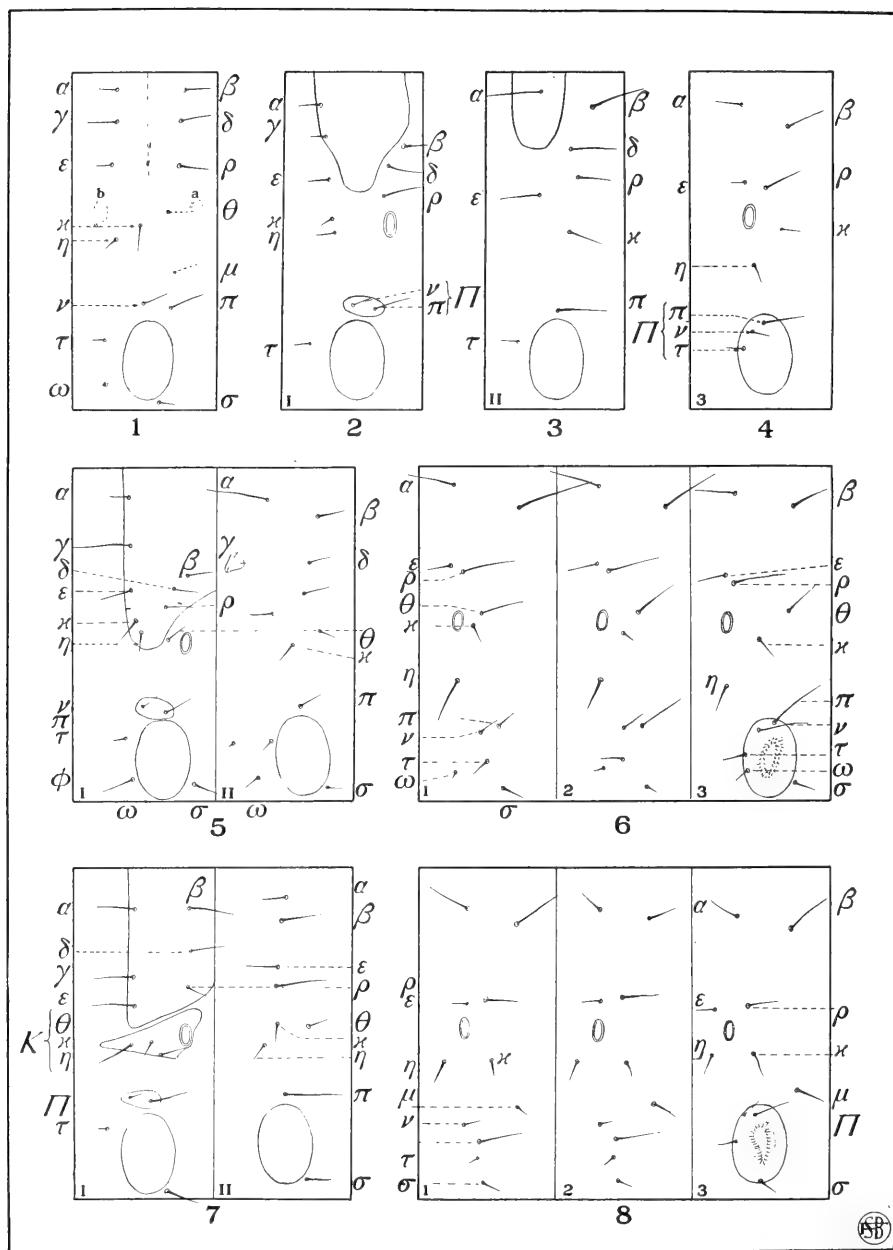 α β
γ δ
ε ρ
b a θ
ϰ
η
μ
ν π
τ
ω σ
1
α
γ β
δ
ε ρ
ϰ
η
ν } Π
π
τ
I
2
α β
δ
ρ
ε
ϰ
π
τ
II
3
α β
ε ρ
ϰ
η
Π { π
ν
τ
3
4
α
γ
δ β
ε ρ
ϰ θ
η
ν
π
τ
ϕ
I
ω σ
α β
γ δ
ρ
θ
ϰ
π
II σ
ω
5
α β
ε ε
ρ ρ
θ θ
ϰ ϰ
η η
π π
ν ν
τ τ
ω ω
1 2 3 σ
σ
6
β α
α β
δ
γ ε
ε ρ
K { θ θ
ϰ ϰ
η η
Π π
τ
I II σ
7
α β
ρ
ε ε ρ
η ϰ η ϰ
μ μ
ν Π
τ
σ σ
1 2 3
8